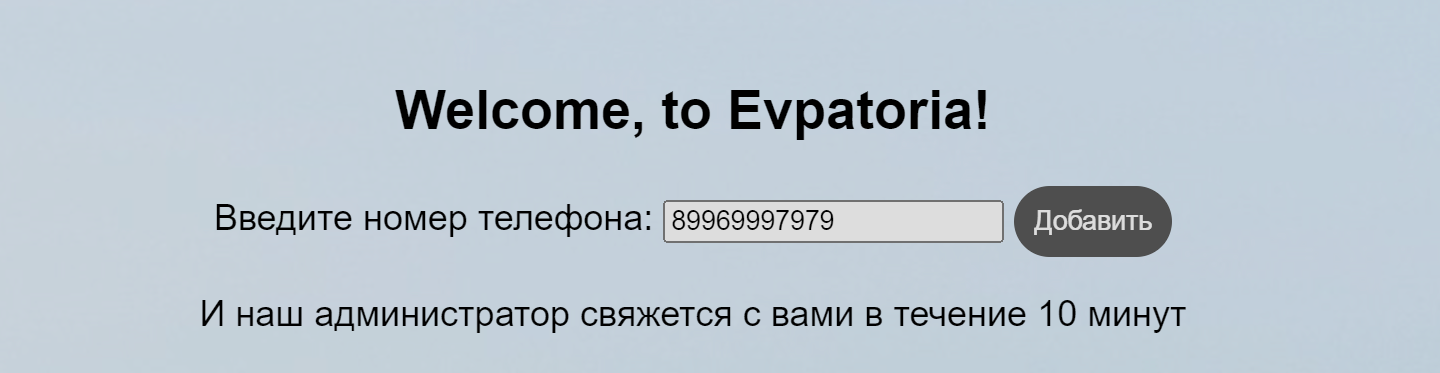 Welcome, to Evpatoria!
Введите номер телефона: 89969997979 Добавить
И наш администратор свяжется с вами в течение 10 минут